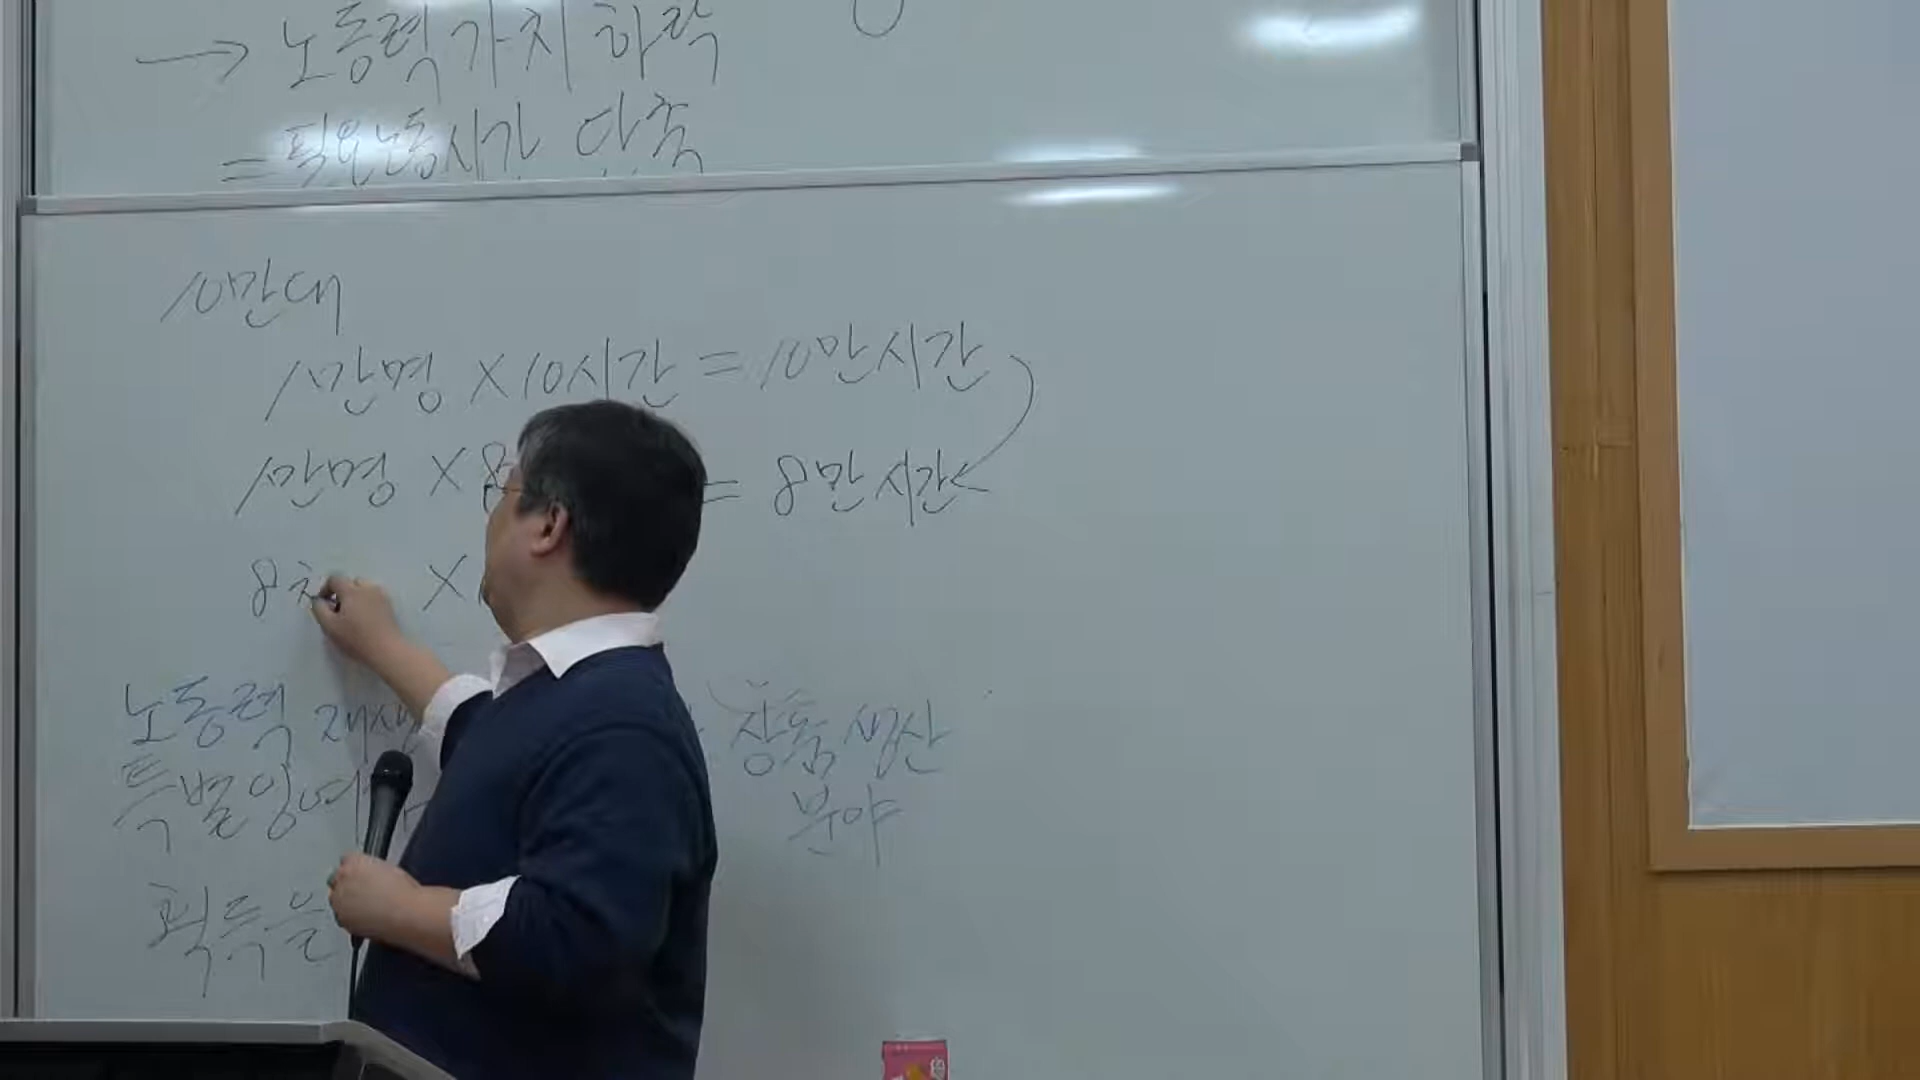 → 노동력 가치 하락
= 필요노동시간 단축
10만대
1만명 ×10시간 = 10만시간
1만명 ×8 = 8만시간
8천 ×
노동력 재생 상품 생산
특별잉여 분야
획득을